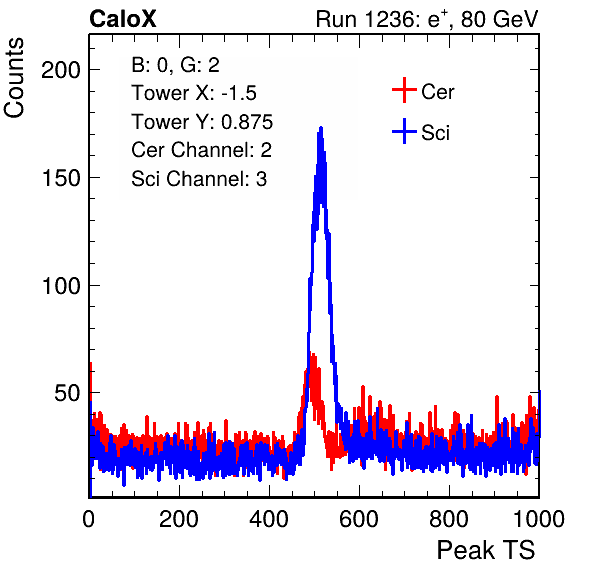 CaloX Run 1236: e⁺, 80 GeV
Counts
B: 0, G: 2
Tower X: -1.5
Tower Y: 0.875
Cer Channel: 2
Sci Channel: 3
Cer
Sci
200
150
100
50
0 200 400 600 800 1000
Peak TS